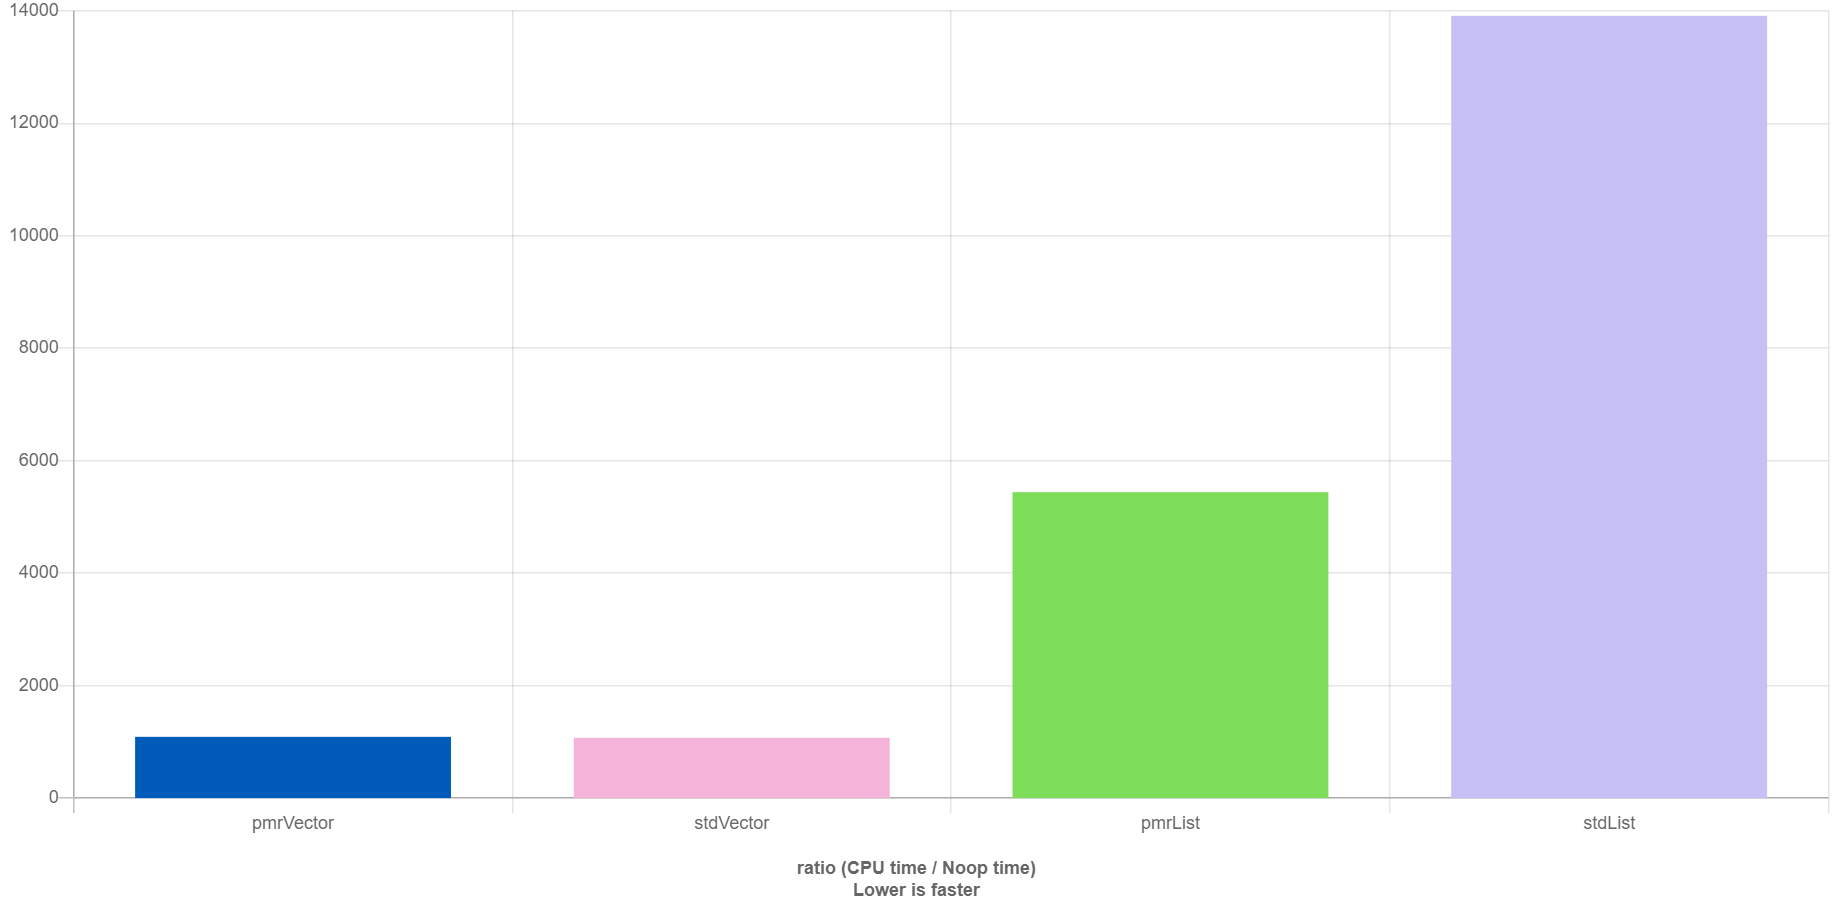 14000
12000
10000
8000
6000
4000
2000
0
pmrVector stdVector pmrList stdList
ratio (CPU time / Noop time)
Lower is faster